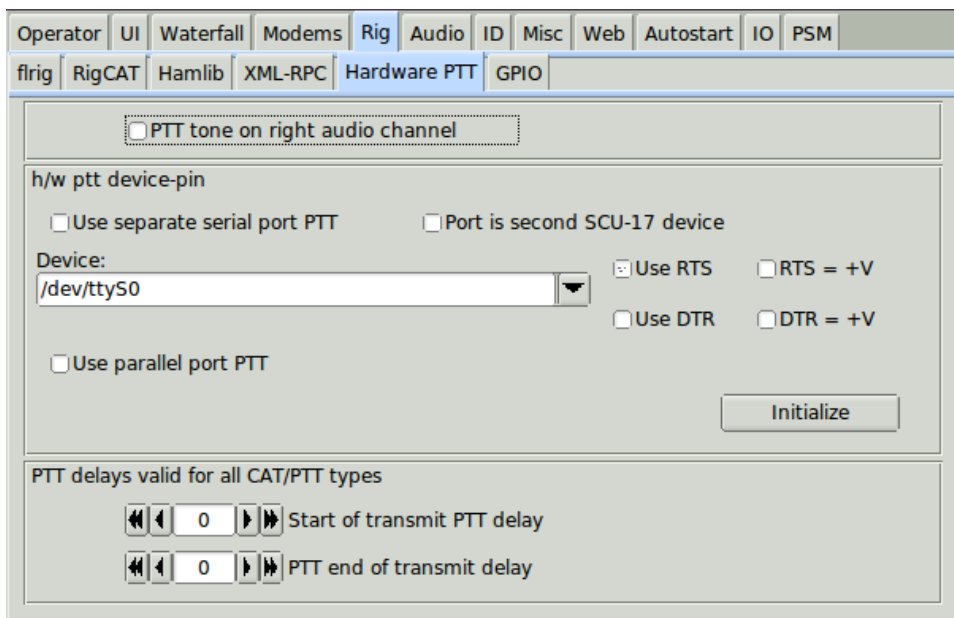 Operator UI Waterfall Modems Rig Audio ID Misc Web Autostart IO PSM
flrig RigCAT Hamlib XML-RPC Hardware PTT GPIO
PTT tone on right audio channel
h/w ptt device-pin
Use separate serial port PTT Port is second SCU-17 device
Device:
Use RTS RTS = +V
/dev/ttyS0
Use DTR DTR = +V
Use parallel port PTT
Initialize
PTT delays valid for all CAT/PTT types
0 Start of transmit PTT delay
0 PTT end of transmit delay